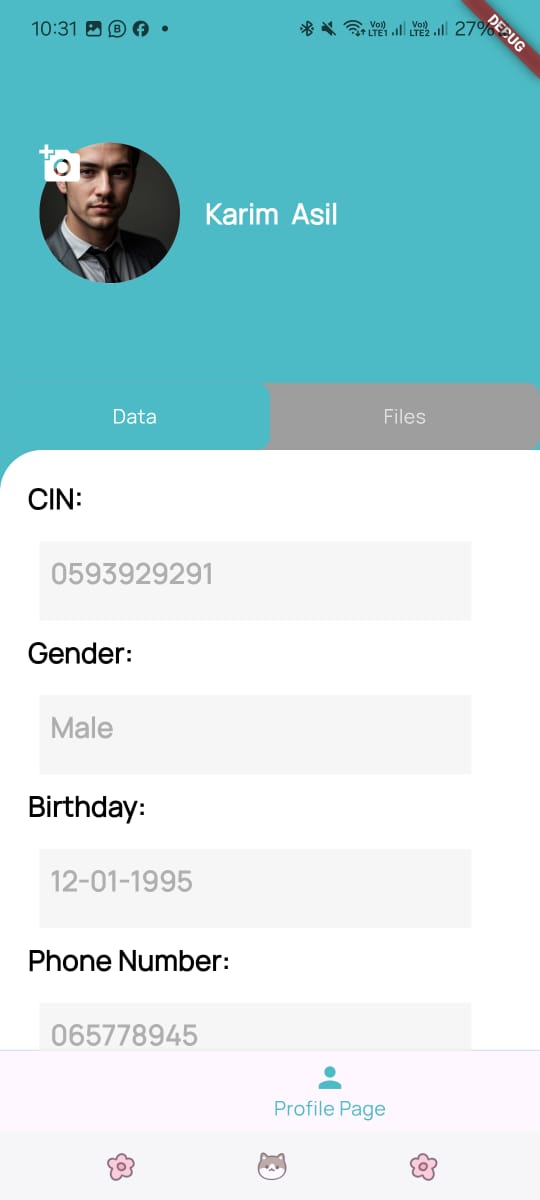 10:31
Vo)) LTE1 Vo)) LTE2 27%
DEBUG
Karim Asil
Data
Files
CIN:
0593929291
Gender:
Male
Birthday:
12-01-1995
Phone Number:
065778945
Profile Page